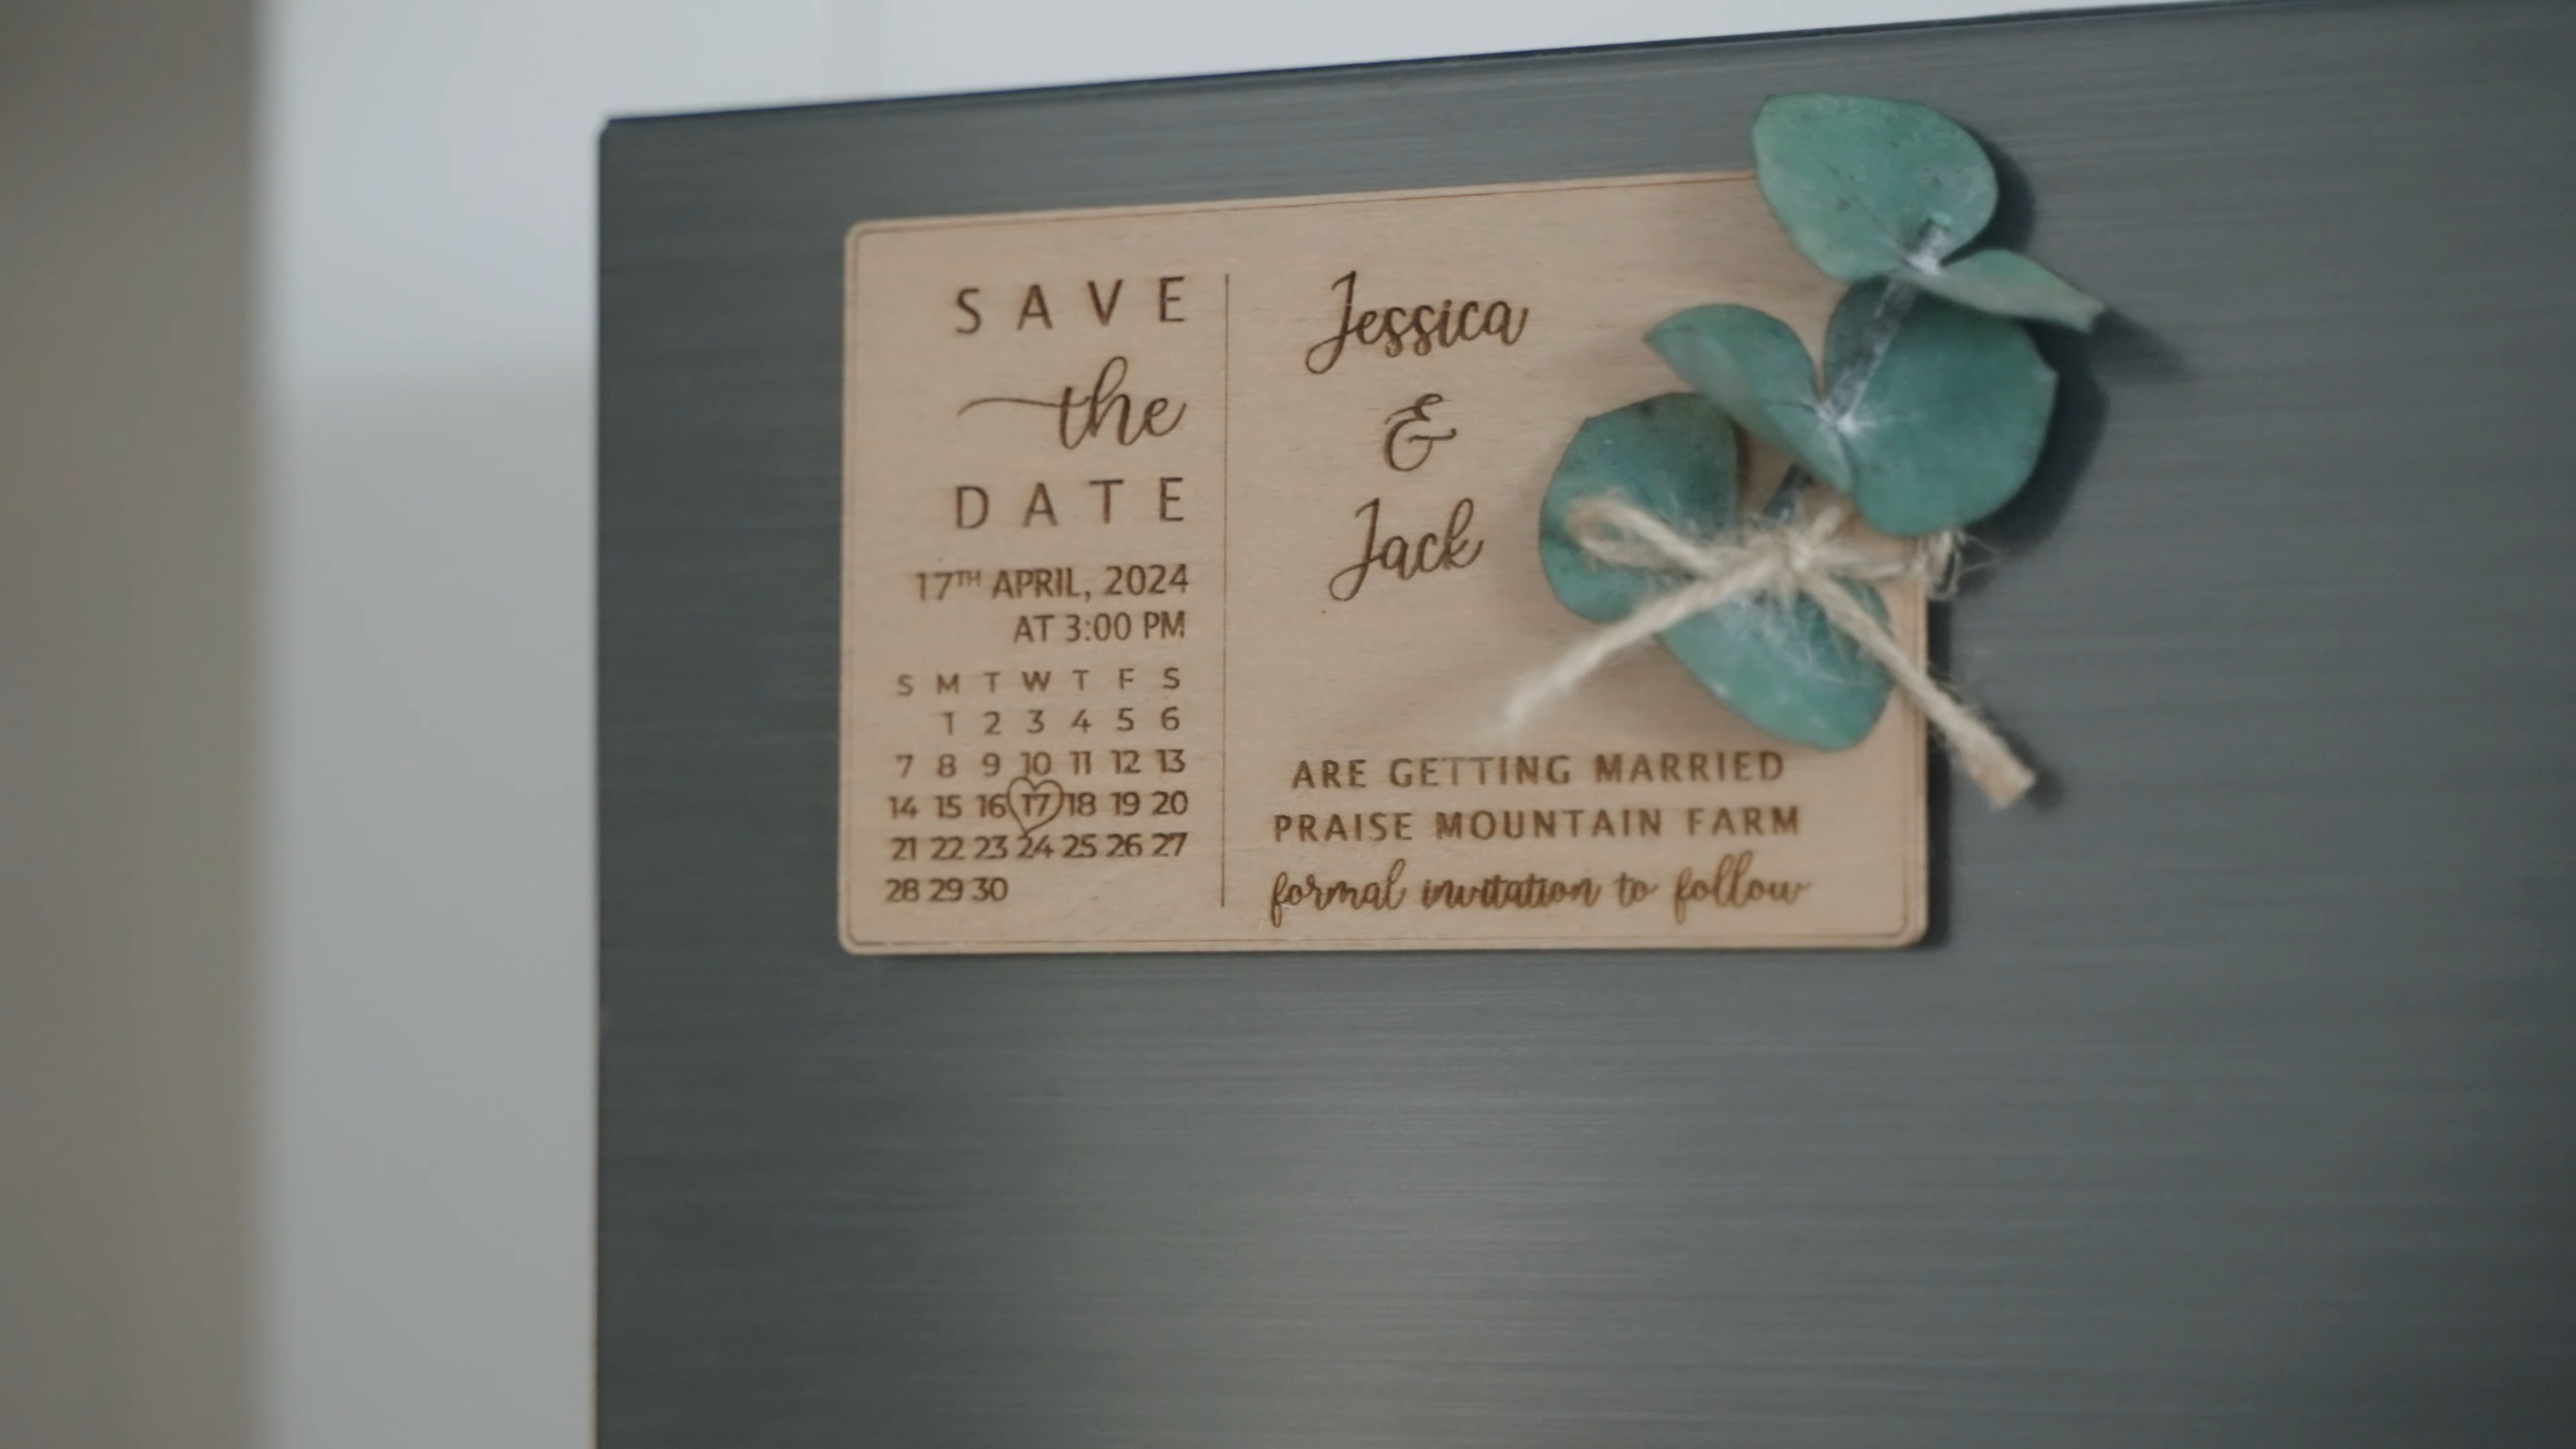 SAVE
the
DATE
17TH APRIL, 2024
AT 3:00 PM
S M T W T F S
1 2 3 4 5 6
7 8 9 10 11 12 13
14 15 16 17 18 19 20
21 22 23 24 25 26 27
28 29 30
Jessica
&
Jack
ARE GETTING MARRIED
PRAISE MOUNTAIN FARM
formal invitation to follow